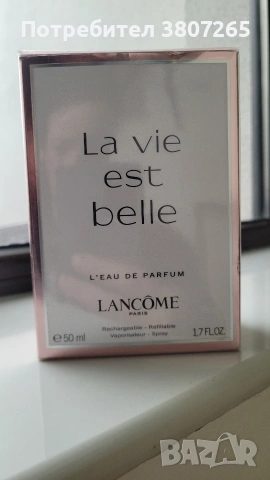 Потребител 3807265
La vie
est
belle
L'EAU DE PARFUM
LANCÔME
PARIS
Rechargeable - Refillable
Vaporisateur - Spray
℮50 ml
1.7 FL.OZ.
BAZAR